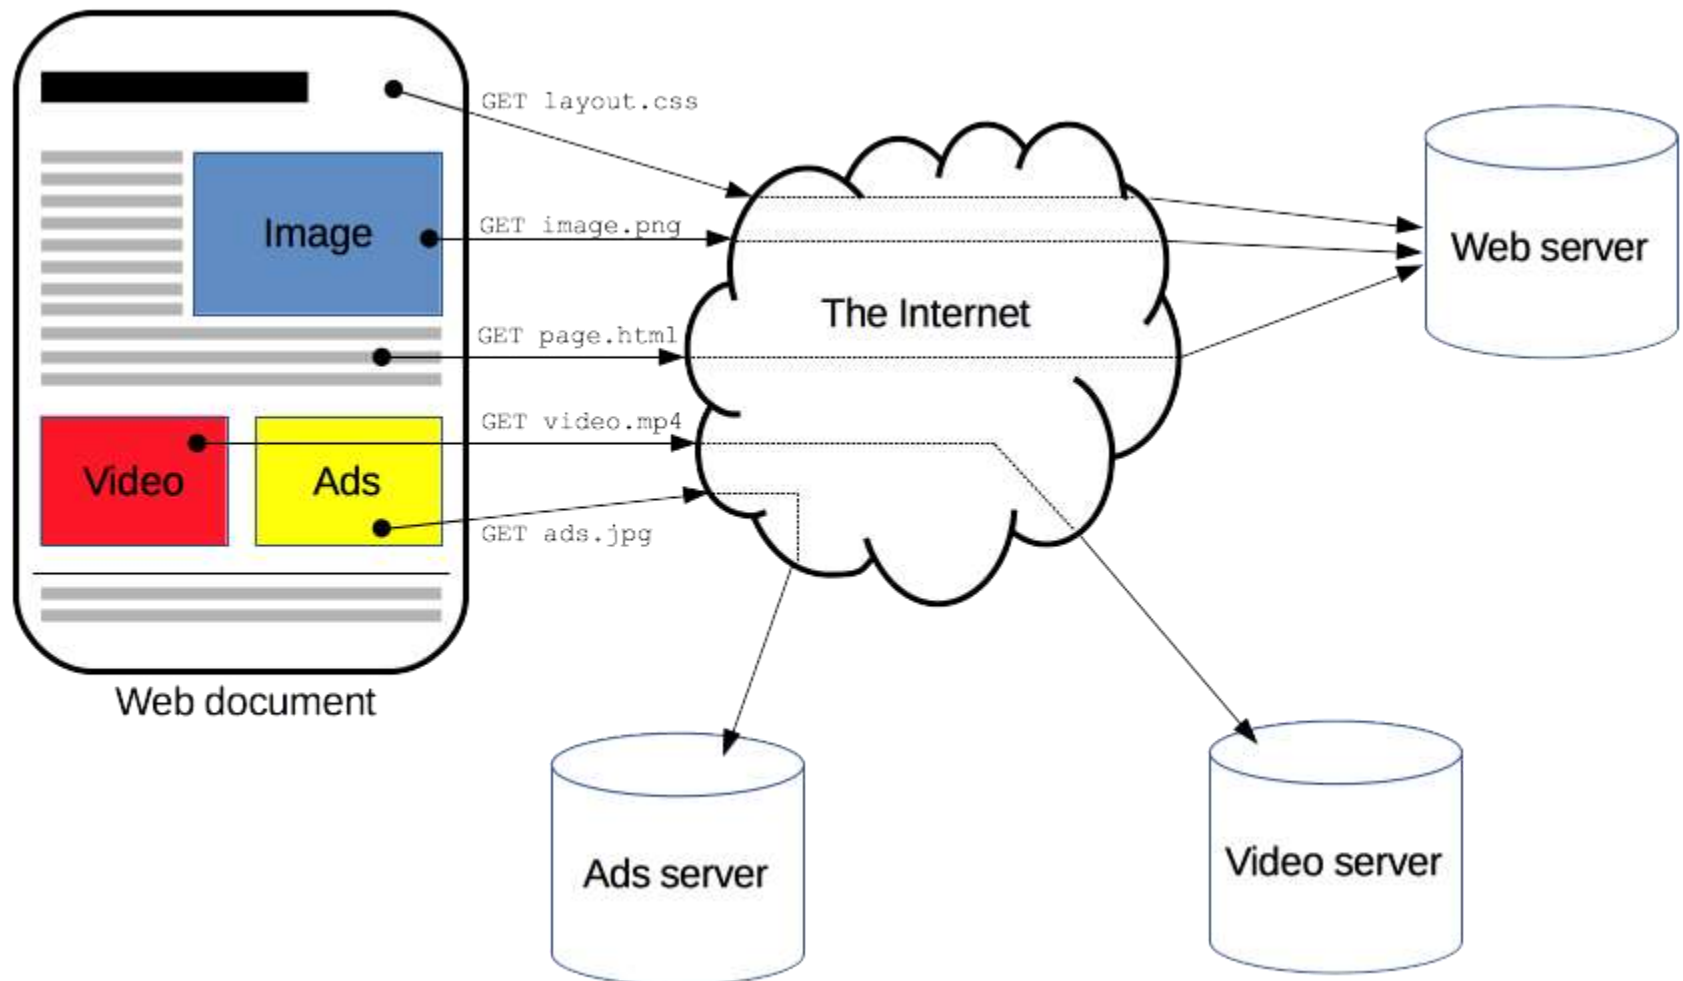 GET layout.css
Image
GET image.png
Web server
The Internet
GET page.html
GET video.mp4
Video
Ads
GET ads.jpg
Web document
Ads server
Video server